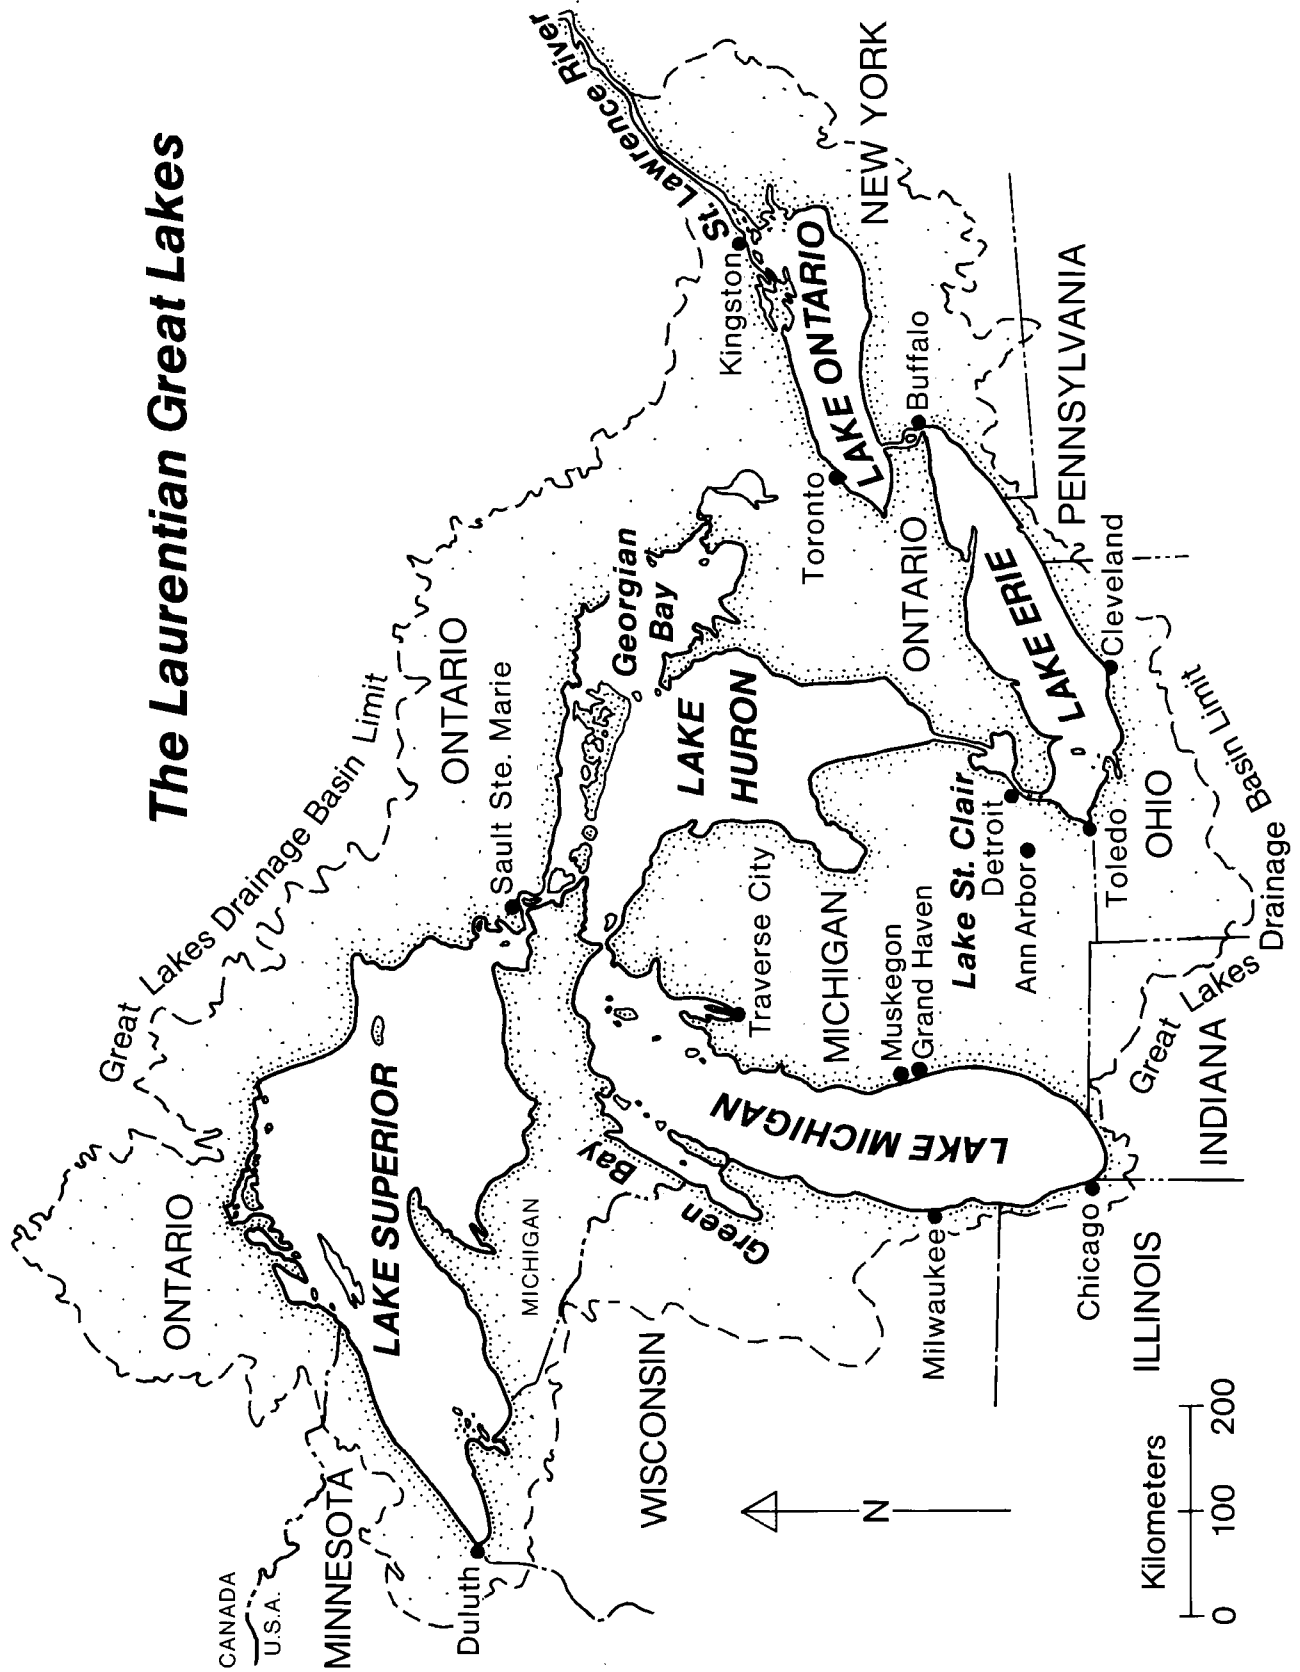 The Laurentian Great Lakes
CANADA
U.S.A.
MINNESOTA
Duluth
ONTARIO
Great Lakes Drainage Basin Limit
LAKE SUPERIOR
MICHIGAN
WISCONSIN
ONTARIO
Sault Ste. Marie
Georgian
Bay
LAKE
HURON
Green Bay
LAKE MICHIGAN
Traverse City
MICHIGAN
Muskegon
Grand Haven
Milwaukee
Chicago
ILLINOIS
INDIANA
Lake St. Clair
Detroit
Ann Arbor
Toledo
OHIO
Great Lakes Drainage Basin Limit
Cleveland
LAKE ERIE
ONTARIO
Toronto
LAKE ONTARIO
Kingston
St. Lawrence River
Buffalo
NEW YORK
PENNSYLVANIA
N
Kilometers
0 100 200